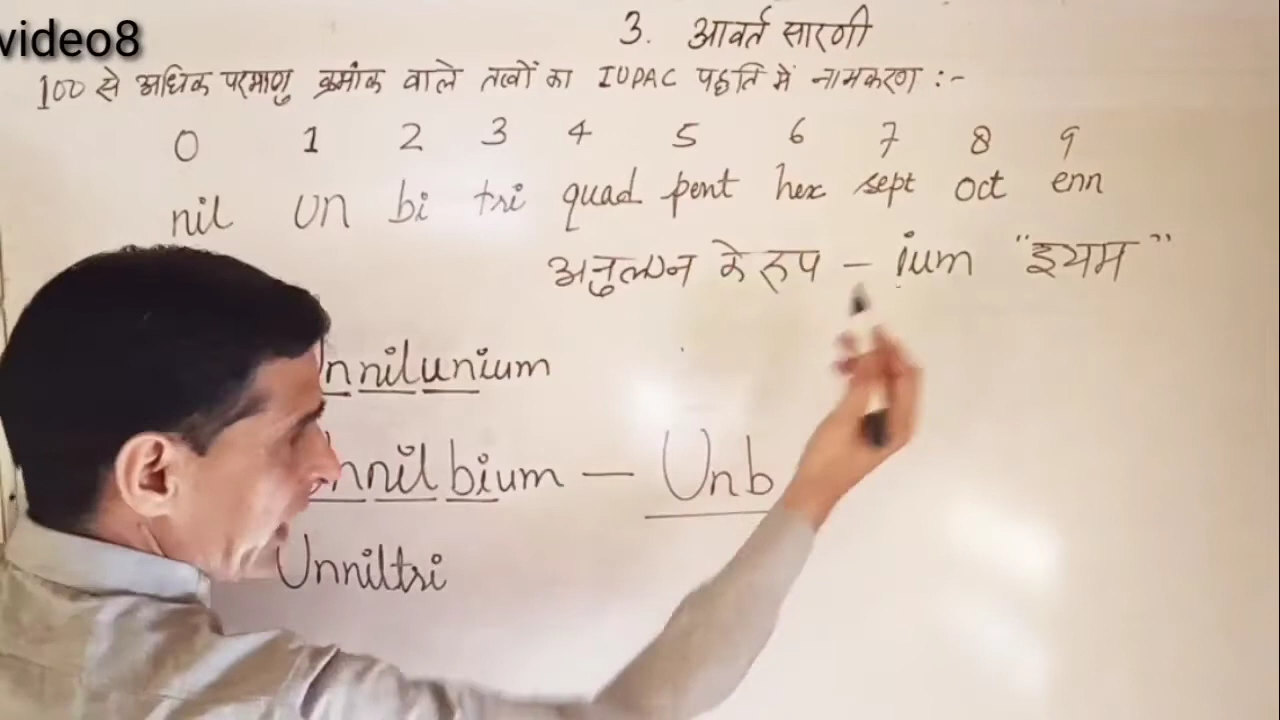 video8
3. आवर्त सारणी
100 से अधिक परमाणु क्रमांक वाले तत्वों का IUPAC पद्धति में नामकरण :-
0 1 2 3 4 5 6 7 8 9
nil un bi tri quad pent hex sept oct enn
अनुलग्न के रूप - ium "इयम"
nnilunium
nnilbium - Unb
Unniltri